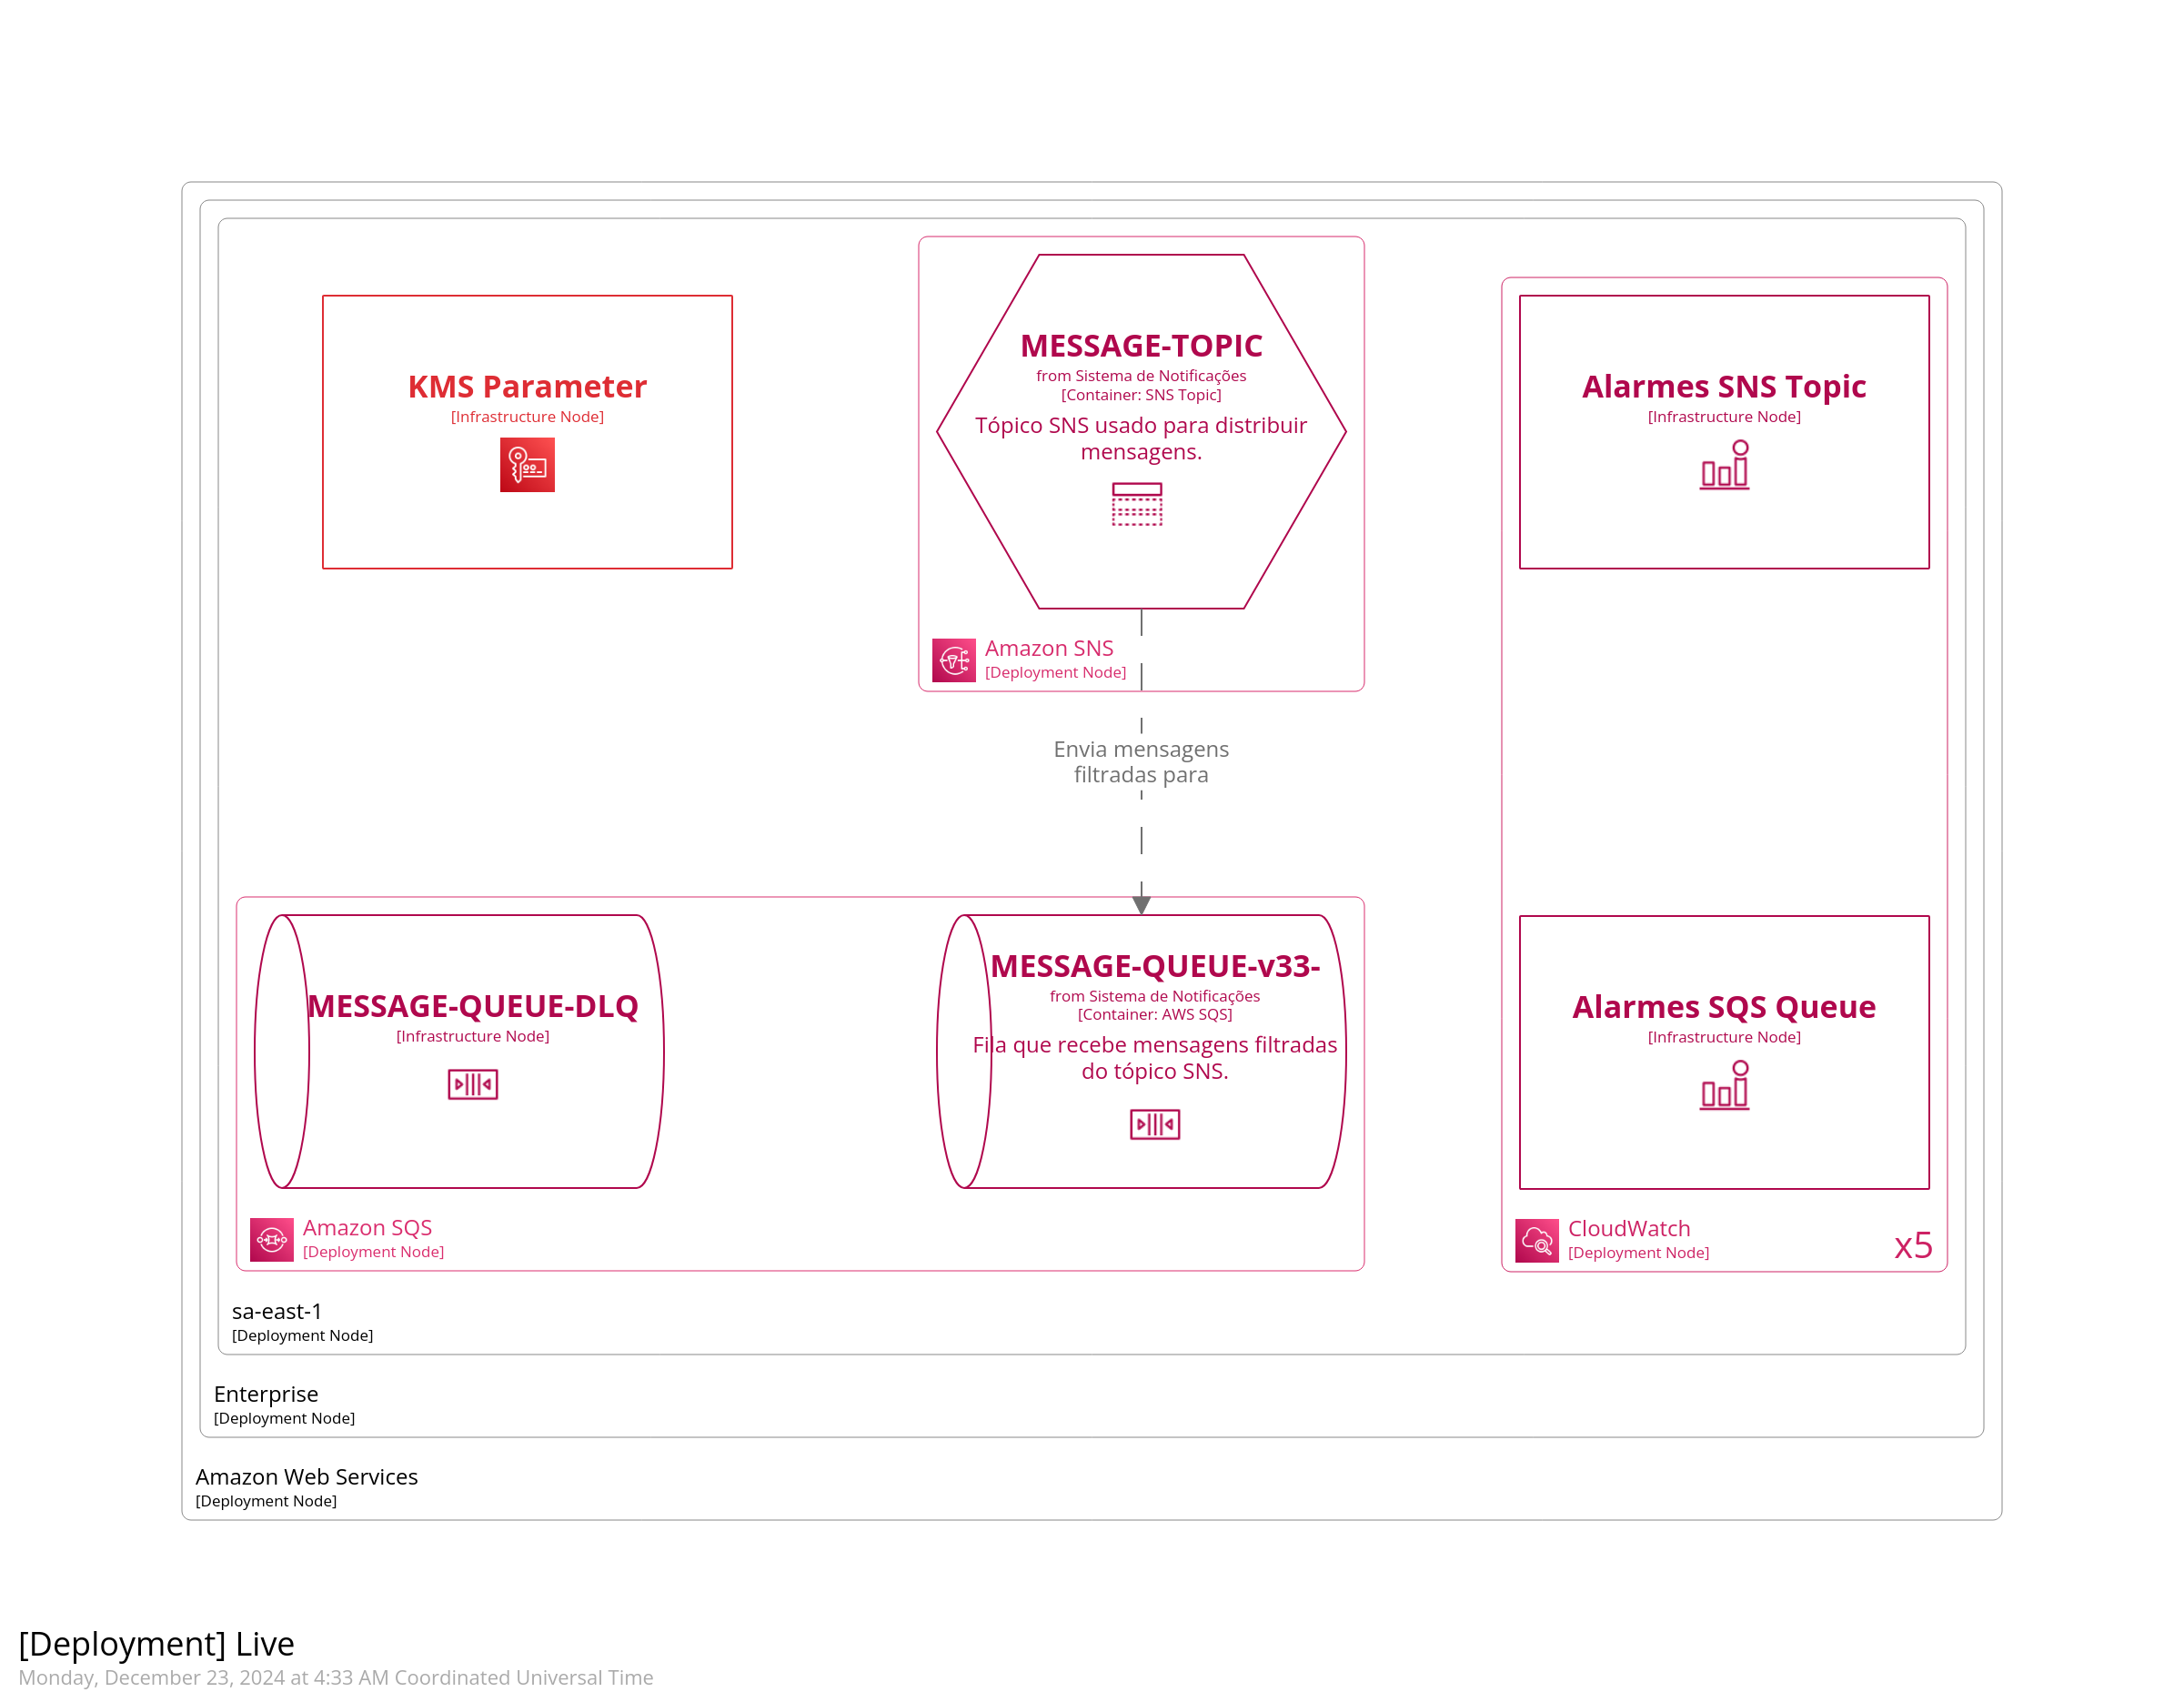 KMS Parameter
[Infrastructure Node]
MESSAGE-TOPIC
from Sistema de Notificações
[Container: SNS Topic]
Tópico SNS usado para distribuir
mensagens.
Amazon SNS
[Deployment Node]
Alarmes SNS Topic
[Infrastructure Node]
Envia mensagens
filtradas para
MESSAGE-QUEUE-DLQ
[Infrastructure Node]
MESSAGE-QUEUE-v33-
from Sistema de Notificações
[Container: AWS SQS]
Fila que recebe mensagens filtradas
do tópico SNS.
Amazon SQS
[Deployment Node]
Alarmes SQS Queue
[Infrastructure Node]
CloudWatch
[Deployment Node]
x5
sa-east-1
[Deployment Node]
Enterprise
[Deployment Node]
Amazon Web Services
[Deployment Node]
[Deployment] Live
Monday, December 23, 2024 at 4:33 AM Coordinated Universal Time